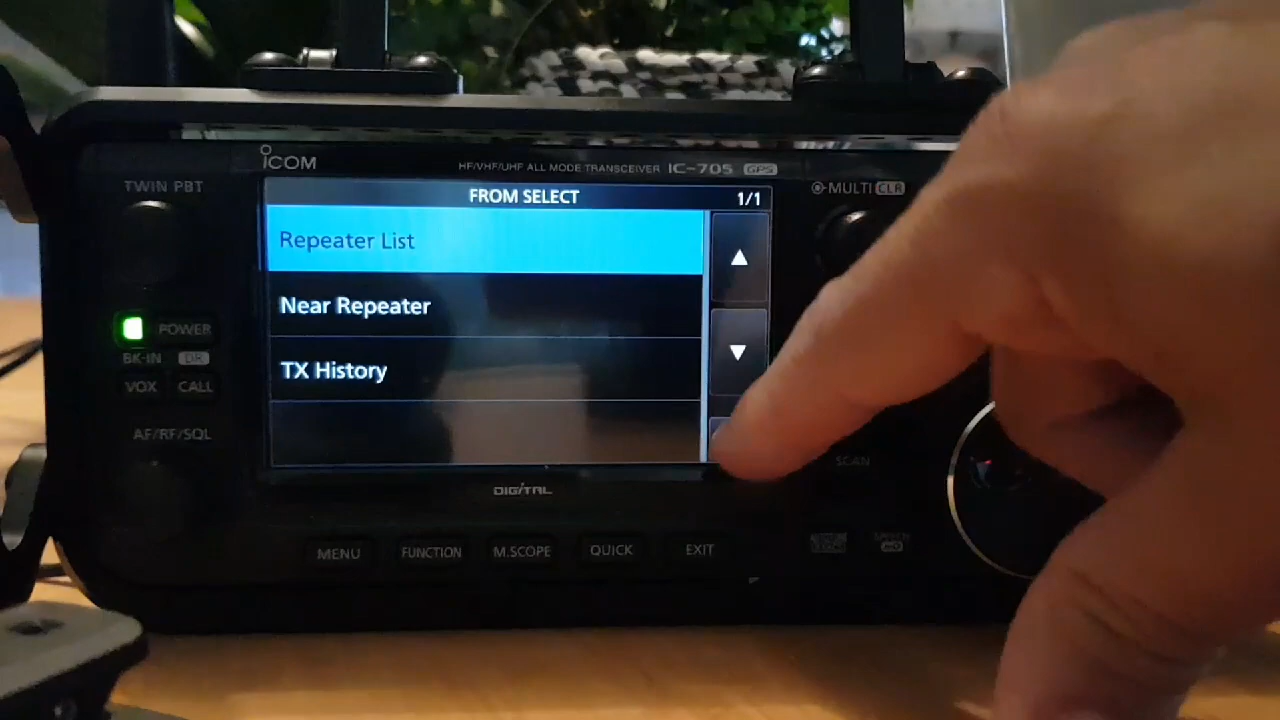 ICOM
HF/VHF/UHF ALL MODE TRANSCEIVER IC-705 GPS
TWIN PBT
MULTI CLR
FROM SELECT 1/1
Repeater List
Near Repeater
TX History
POWER
BK-IN DR
VOX CALL
AF/RF/SQL
SCAN
DIGITAL
MENU FUNCTION M.SCOPE QUICK EXIT